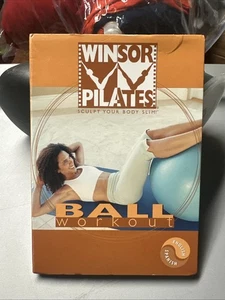 WINSOR
PILATES
SCULPT YOUR BODY SLIM
BALL
workout